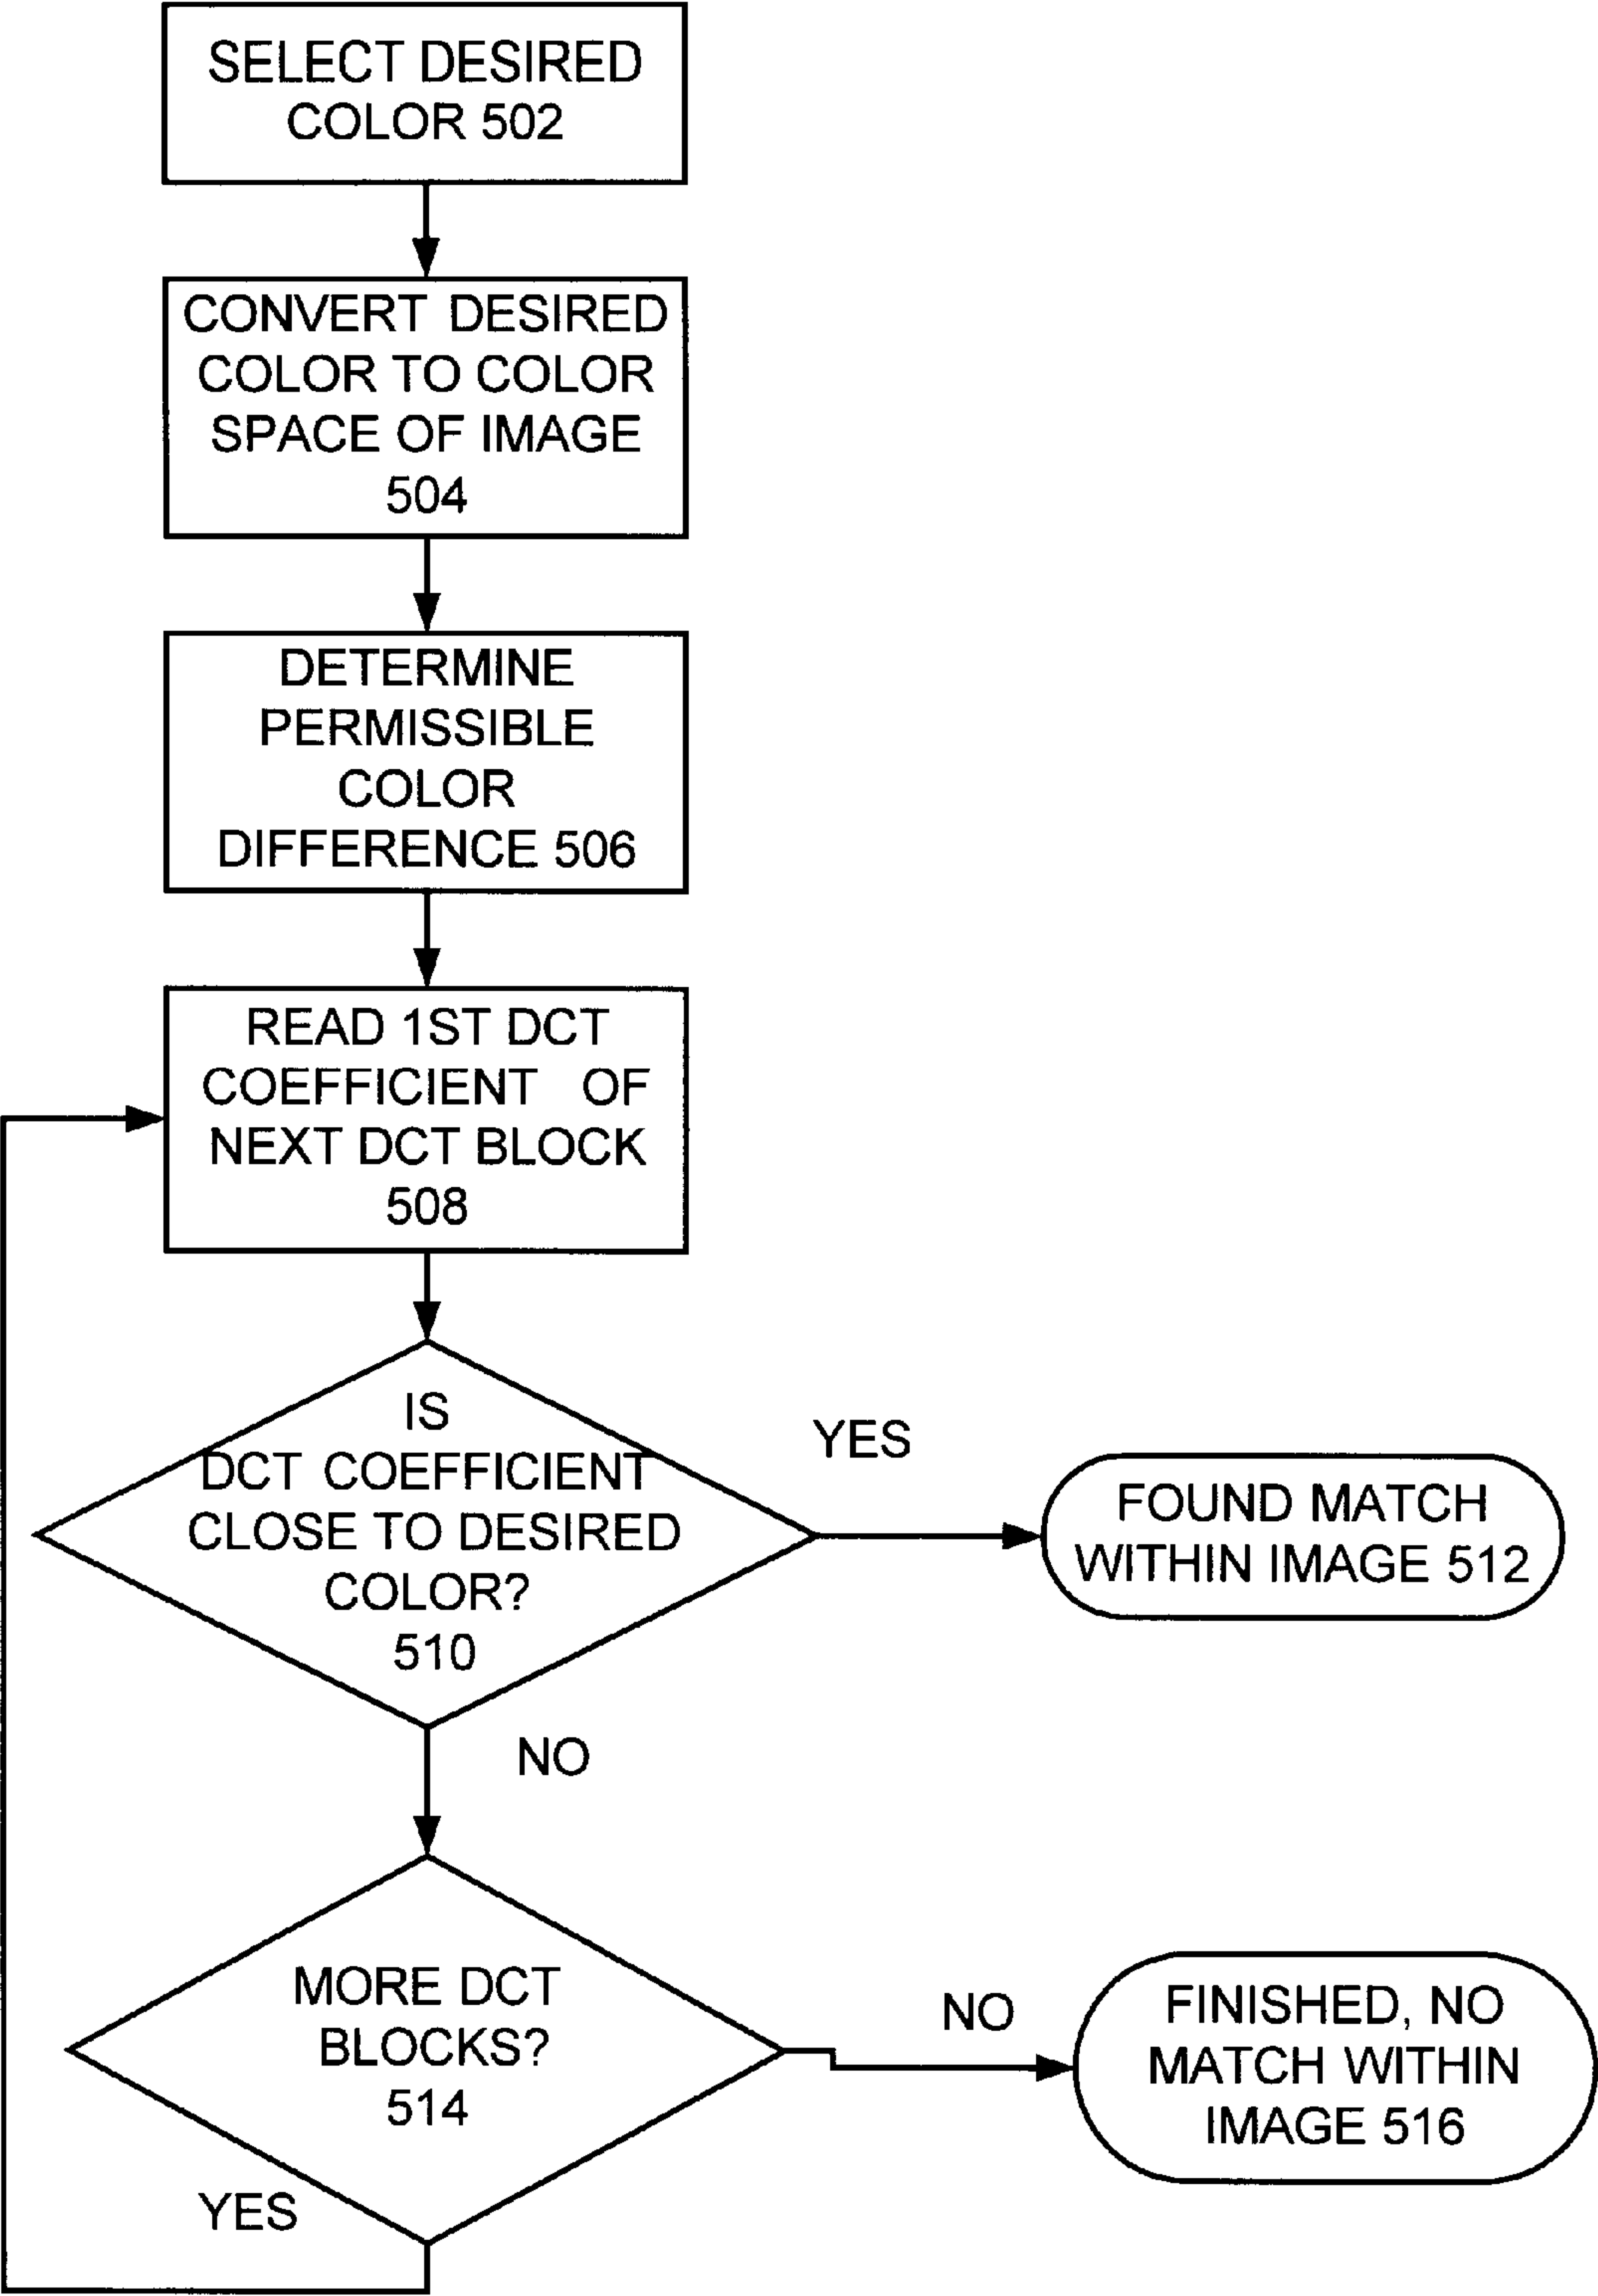 SELECT DESIRED
COLOR 502
CONVERT DESIRED
COLOR TO COLOR
SPACE OF IMAGE
504
DETERMINE
PERMISSIBLE
COLOR
DIFFERENCE 506
READ 1ST DCT
COEFFICIENT OF
NEXT DCT BLOCK
508
IS
DCT COEFFICIENT
CLOSE TO DESIRED
COLOR?
510
YES
FOUND MATCH
WITHIN IMAGE 512
NO
MORE DCT
BLOCKS?
514
NO
FINISHED, NO
MATCH WITHIN
IMAGE 516
YES